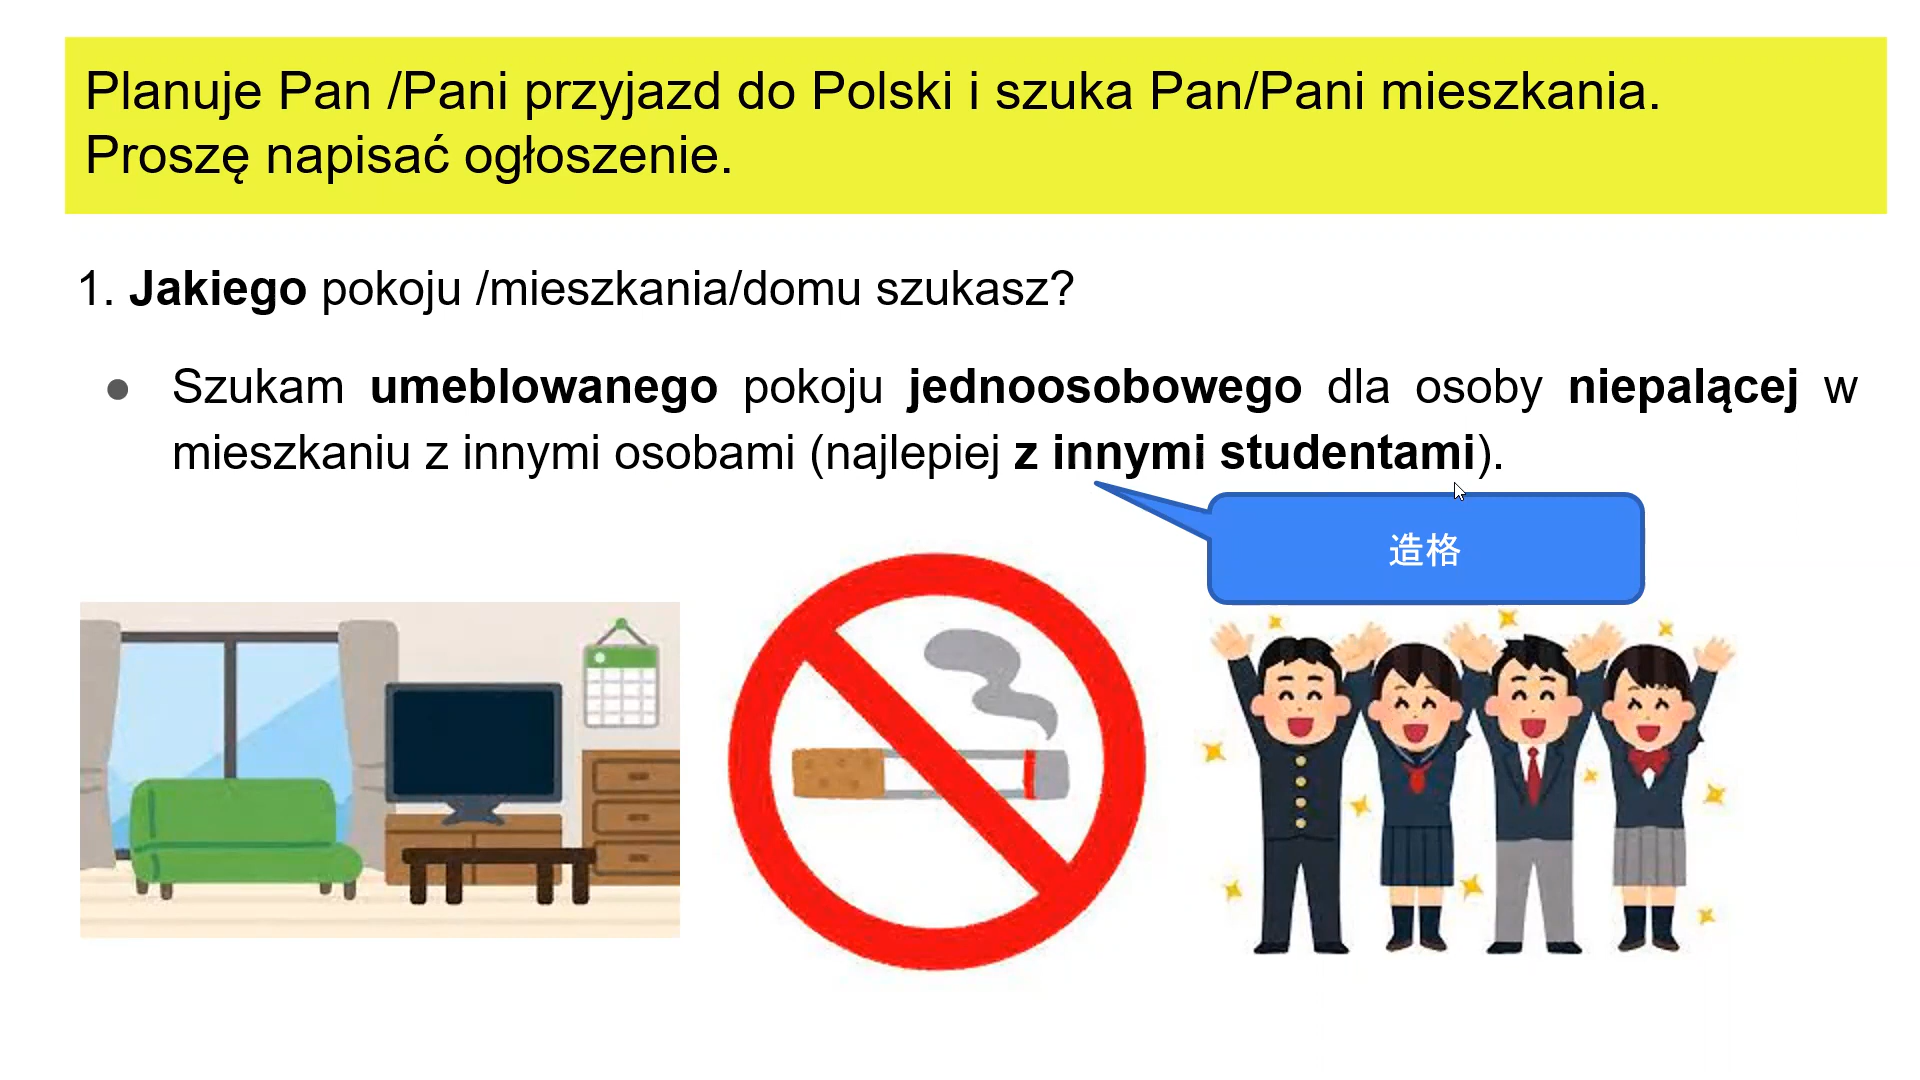 Planuje Pan /Pani przyjazd do Polski i szuka Pan/Pani mieszkania.
Proszę napisać ogłoszenie.
1. Jakiego pokoju /mieszkania/domu szukasz?
● Szukam umeblowanego pokoju jednoosobowego dla osoby niepalącej w
mieszkaniu z innymi osobami (najlepiej z innymi studentami).
造格